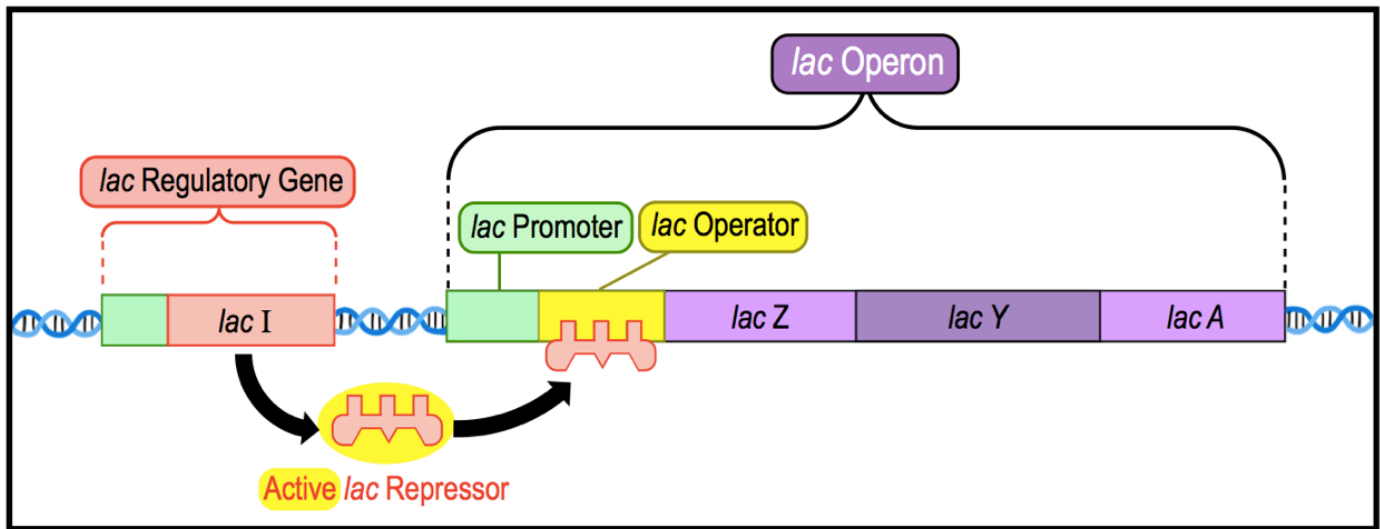 lac Operon
lac Regulatory Gene
lac Promoter
lac Operator
lac I
lac Z
lac Y
lac A
Active lac Repressor